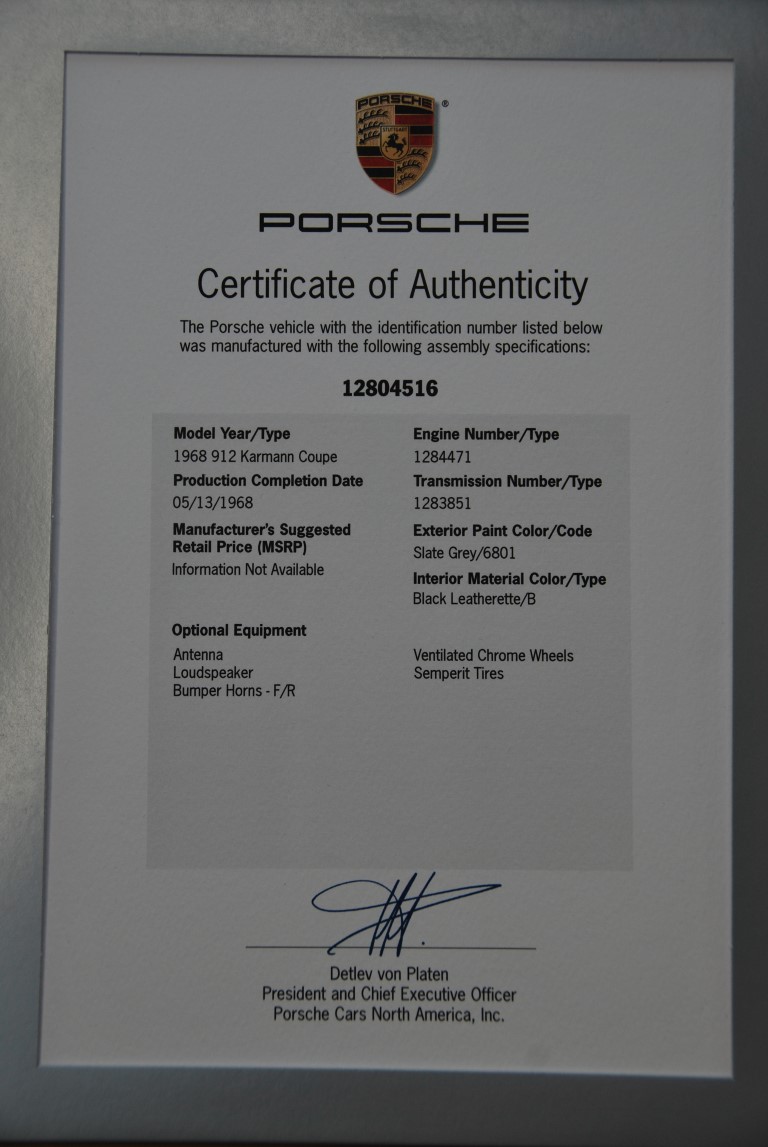 PORSCHE
®
STUTTGART
PORSCHE
Certificate of Authenticity
The Porsche vehicle with the identification number listed below
was manufactured with the following assembly specifications:
12804516
Model Year/Type
1968 912 Karmann Coupe
Production Completion Date
05/13/1968
Manufacturer's Suggested
Retail Price (MSRP)
Information Not Available
Engine Number/Type
1284471
Transmission Number/Type
1283851
Exterior Paint Color/Code
Slate Grey/6801
Interior Material Color/Type
Black Leatherette/B
Optional Equipment
Antenna
Loudspeaker
Bumper Horns - F/R
Ventilated Chrome Wheels
Semperit Tires
Detlev von Platen
President and Chief Executive Officer
Porsche Cars North America, Inc.